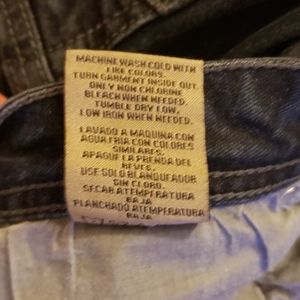 MACHINE WASH COLD WITH
LIKE COLORS.
TURN GARMENT INSIDE OUT.
ONLY NON CHLORINE
BLEACH WHEN NEEDED.
TUMBLE DRY LOW.
LOW IRON WHEN NEEDED.
LAVADO A MAQUINA CON
AGUA FRIA CON COLORES
SIMILARES.
APAGUE LA PRENDA DEL
REVES.
USE SOLO BLANQUEADOR
SIN CLORO.
SECAR A TEMPERATURA
BAJA
PLANCHADO A TEMPERATURA
BAJA